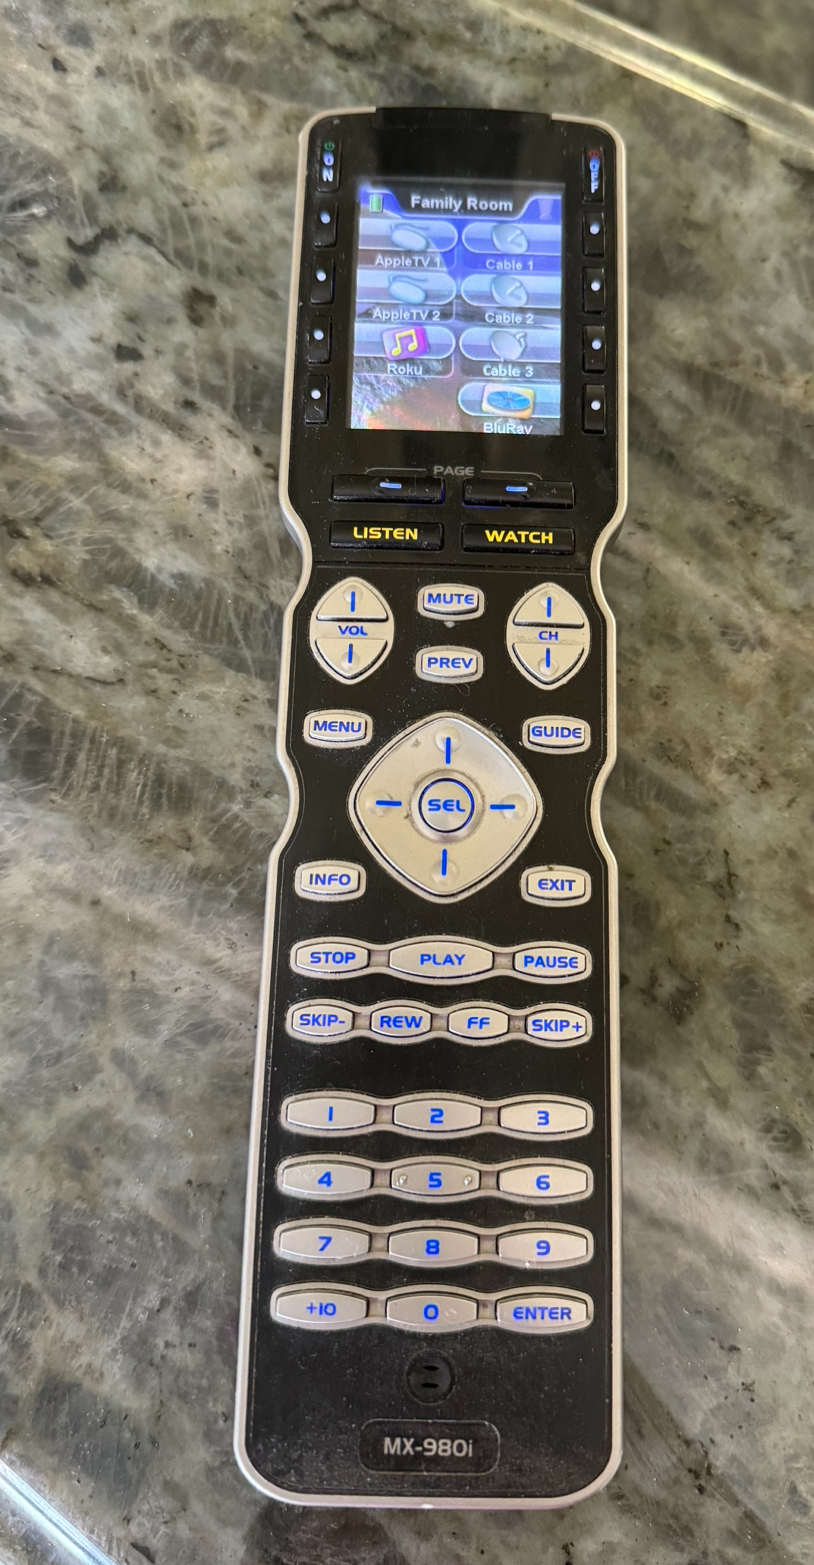 ON
OFF
Family Room
AppleTV 1 Cable 1
AppleTV 2 Cable 2
Roku Cable 3
BluRay
PAGE
LISTEN WATCH
VOL MUTE CH
PREV
MENU GUIDE
SEL
INFO EXIT
STOP PLAY PAUSE
SKIP- REW FF SKIP+
1 2 3
4 5 6
7 8 9
+10 0 ENTER
MX-980i